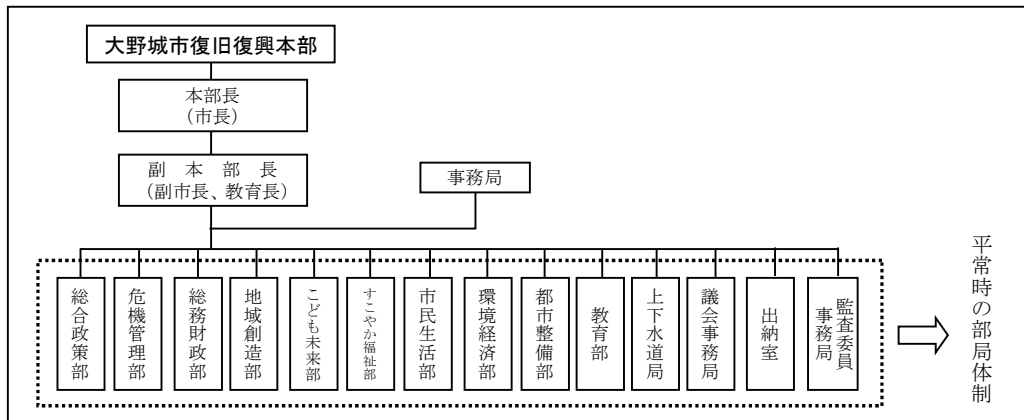 大野城市復旧復興本部
本部長
（市長）
副本部長
（副市長、教育長）
事務局
総合政策部
危機管理部
総務財政部
地域創造部
こども未来部
すこやか福祉部
市民生活部
環境経済部
都市整備部
教育部
上下水道局
議会事務局
出納室
監査委員
事務局
平常時の部局体制